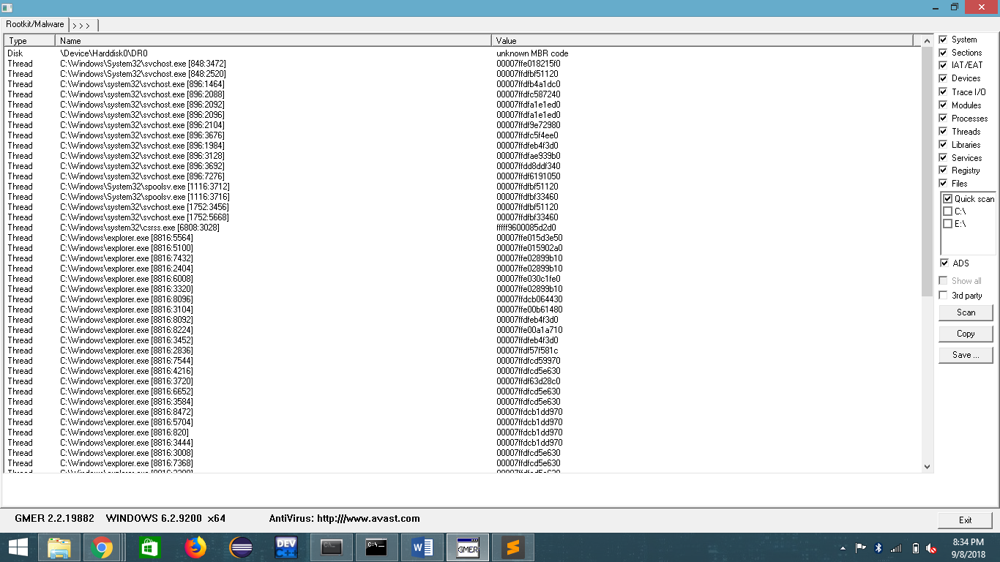 Rootkit/Malware > > >
Type Name Value
Disk \Device\Harddisk0\DR0 unknown MBR code
Thread C:\Windows\System32\svchost.exe [848:3472] 00007ffe018215f0
Thread C:\Windows\System32\svchost.exe [848:2520] 00007ffdfbf51120
Thread C:\Windows\system32\svchost.exe [896:1464] 00007ffdfb4a1dc0
Thread C:\Windows\system32\svchost.exe [896:2088] 00007ffdfc587240
Thread C:\Windows\system32\svchost.exe [896:2092] 00007ffdfa1e1ed0
Thread C:\Windows\system32\svchost.exe [896:2096] 00007ffdfa1e1ed0
Thread C:\Windows\system32\svchost.exe [896:2104] 00007ffdf9e72980
Thread C:\Windows\system32\svchost.exe [896:3676] 00007ffdfc5f4ee0
Thread C:\Windows\system32\svchost.exe [896:1984] 00007ffdfeb4f3d0
Thread C:\Windows\system32\svchost.exe [896:3128] 00007ffdfae939b0
Thread C:\Windows\system32\svchost.exe [896:3692] 00007ffdd8ddf340
Thread C:\Windows\system32\svchost.exe [896:7276] 00007ffdf6191050
Thread C:\Windows\System32\spoolsv.exe [1116:3712] 00007ffdfbf51120
Thread C:\Windows\System32\spoolsv.exe [1116:3716] 00007ffdfbf33460
Thread C:\Windows\system32\svchost.exe [1752:3456] 00007ffdfbf51120
Thread C:\Windows\system32\svchost.exe [1752:5668] 00007ffdfbf33460
Thread C:\Windows\system32\csrss.exe [6808:3028] fffff9600085d2d0
Thread C:\Windows\explorer.exe [8816:5564] 00007ffe015d3e50
Thread C:\Windows\explorer.exe [8816:5100] 00007ffe015902a0
Thread C:\Windows\explorer.exe [8816:7432] 00007ffe02899b10
Thread C:\Windows\explorer.exe [8816:2404] 00007ffe02899b10
Thread C:\Windows\explorer.exe [8816:6008] 00007ffe030c1fe0
Thread C:\Windows\explorer.exe [8816:3320] 00007ffe02899b10
Thread C:\Windows\explorer.exe [8816:8096] 00007ffdcb064430
Thread C:\Windows\explorer.exe [8816:3104] 00007ffe00b61480
Thread C:\Windows\explorer.exe [8816:8092] 00007ffdfeb4f3d0
Thread C:\Windows\explorer.exe [8816:8224] 00007ffe00a1a710
Thread C:\Windows\explorer.exe [8816:3452] 00007ffdfeb4f3d0
Thread C:\Windows\explorer.exe [8816:2836] 00007ffdf57f581c
Thread C:\Windows\explorer.exe [8816:7544] 00007ffdfcd59970
Thread C:\Windows\explorer.exe [8816:4216] 00007ffdfcd5e630
Thread C:\Windows\explorer.exe [8816:3720] 00007ffdf63d28c0
Thread C:\Windows\explorer.exe [8816:6652] 00007ffdfcd5e630
Thread C:\Windows\explorer.exe [8816:3584] 00007ffdfcd5e630
Thread C:\Windows\explorer.exe [8816:8472] 00007ffdcb1dd970
Thread C:\Windows\explorer.exe [8816:5704] 00007ffdcb1dd970
Thread C:\Windows\explorer.exe [8816:820] 00007ffdcb1dd970
Thread C:\Windows\explorer.exe [8816:3444] 00007ffdcb1dd970
Thread C:\Windows\explorer.exe [8816:3008] 00007ffdfcd5e630
Thread C:\Windows\explorer.exe [8816:7368] 00007ffdfcd5e630
System
Sections
IAT/EAT
Devices
Trace I/O
Modules
Processes
Threads
Libraries
Services
Registry
Files
Quick scan
C:\
E:\
ADS
Show all
3rd party
Scan
Copy
Save ...
GMER 2.2.19882 WINDOWS 6.2.9200 x64 AntiVirus: http:///www.avast.com
Exit
DEV
C++
C:\_
C:\_
W
GMER
S
8:34 PM
9/8/2018